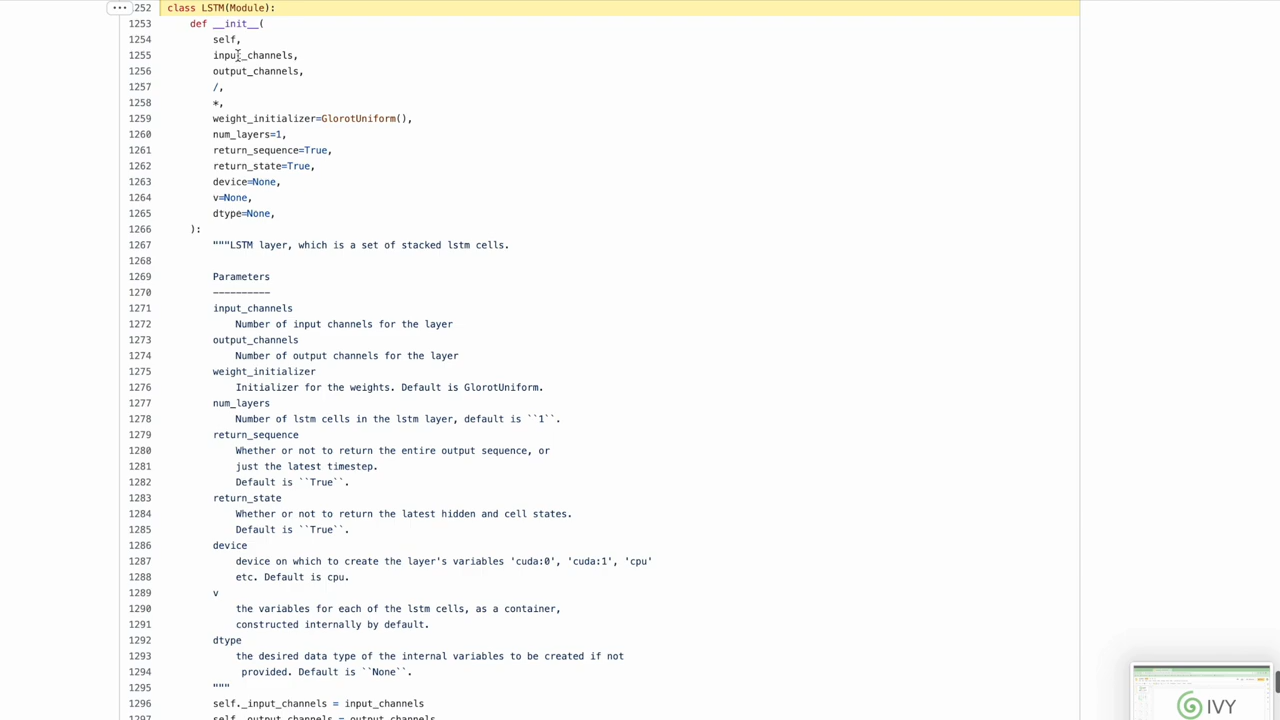 1252 class LSTM(Module):
1253 def __init__(
1254 self,
1255 input_channels,
1256 output_channels,
1257 /,
1258 *,
1259 weight_initializer=GlorotUniform(),
1260 num_layers=1,
1261 return_sequence=True,
1262 return_state=True,
1263 device=None,
1264 v=None,
1265 dtype=None,
1266 ):
1267 """LSTM layer, which is a set of stacked lstm cells.
1268
1269 Parameters
1270 ----------
1271 input_channels
1272 Number of input channels for the layer
1273 output_channels
1274 Number of output channels for the layer
1275 weight_initializer
1276 Initializer for the weights. Default is GlorotUniform.
1277 num_layers
1278 Number of lstm cells in the lstm layer, default is ``1``.
1279 return_sequence
1280 Whether or not to return the entire output sequence, or
1281 just the latest timestep.
1282 Default is ``True``.
1283 return_state
1284 Whether or not to return the latest hidden and cell states.
1285 Default is ``True``.
1286 device
1287 device on which to create the layer's variables 'cuda:0', 'cuda:1', 'cpu'
1288 etc. Default is cpu.
1289 v
1290 the variables for each of the lstm cells, as a container,
1291 constructed internally by default.
1292 dtype
1293 the desired data type of the internal variables to be created if not
1294 provided. Default is ``None``.
1295 """
1296 self._input_channels = input_channels
1297 self._output_channels = output_channels
IVY